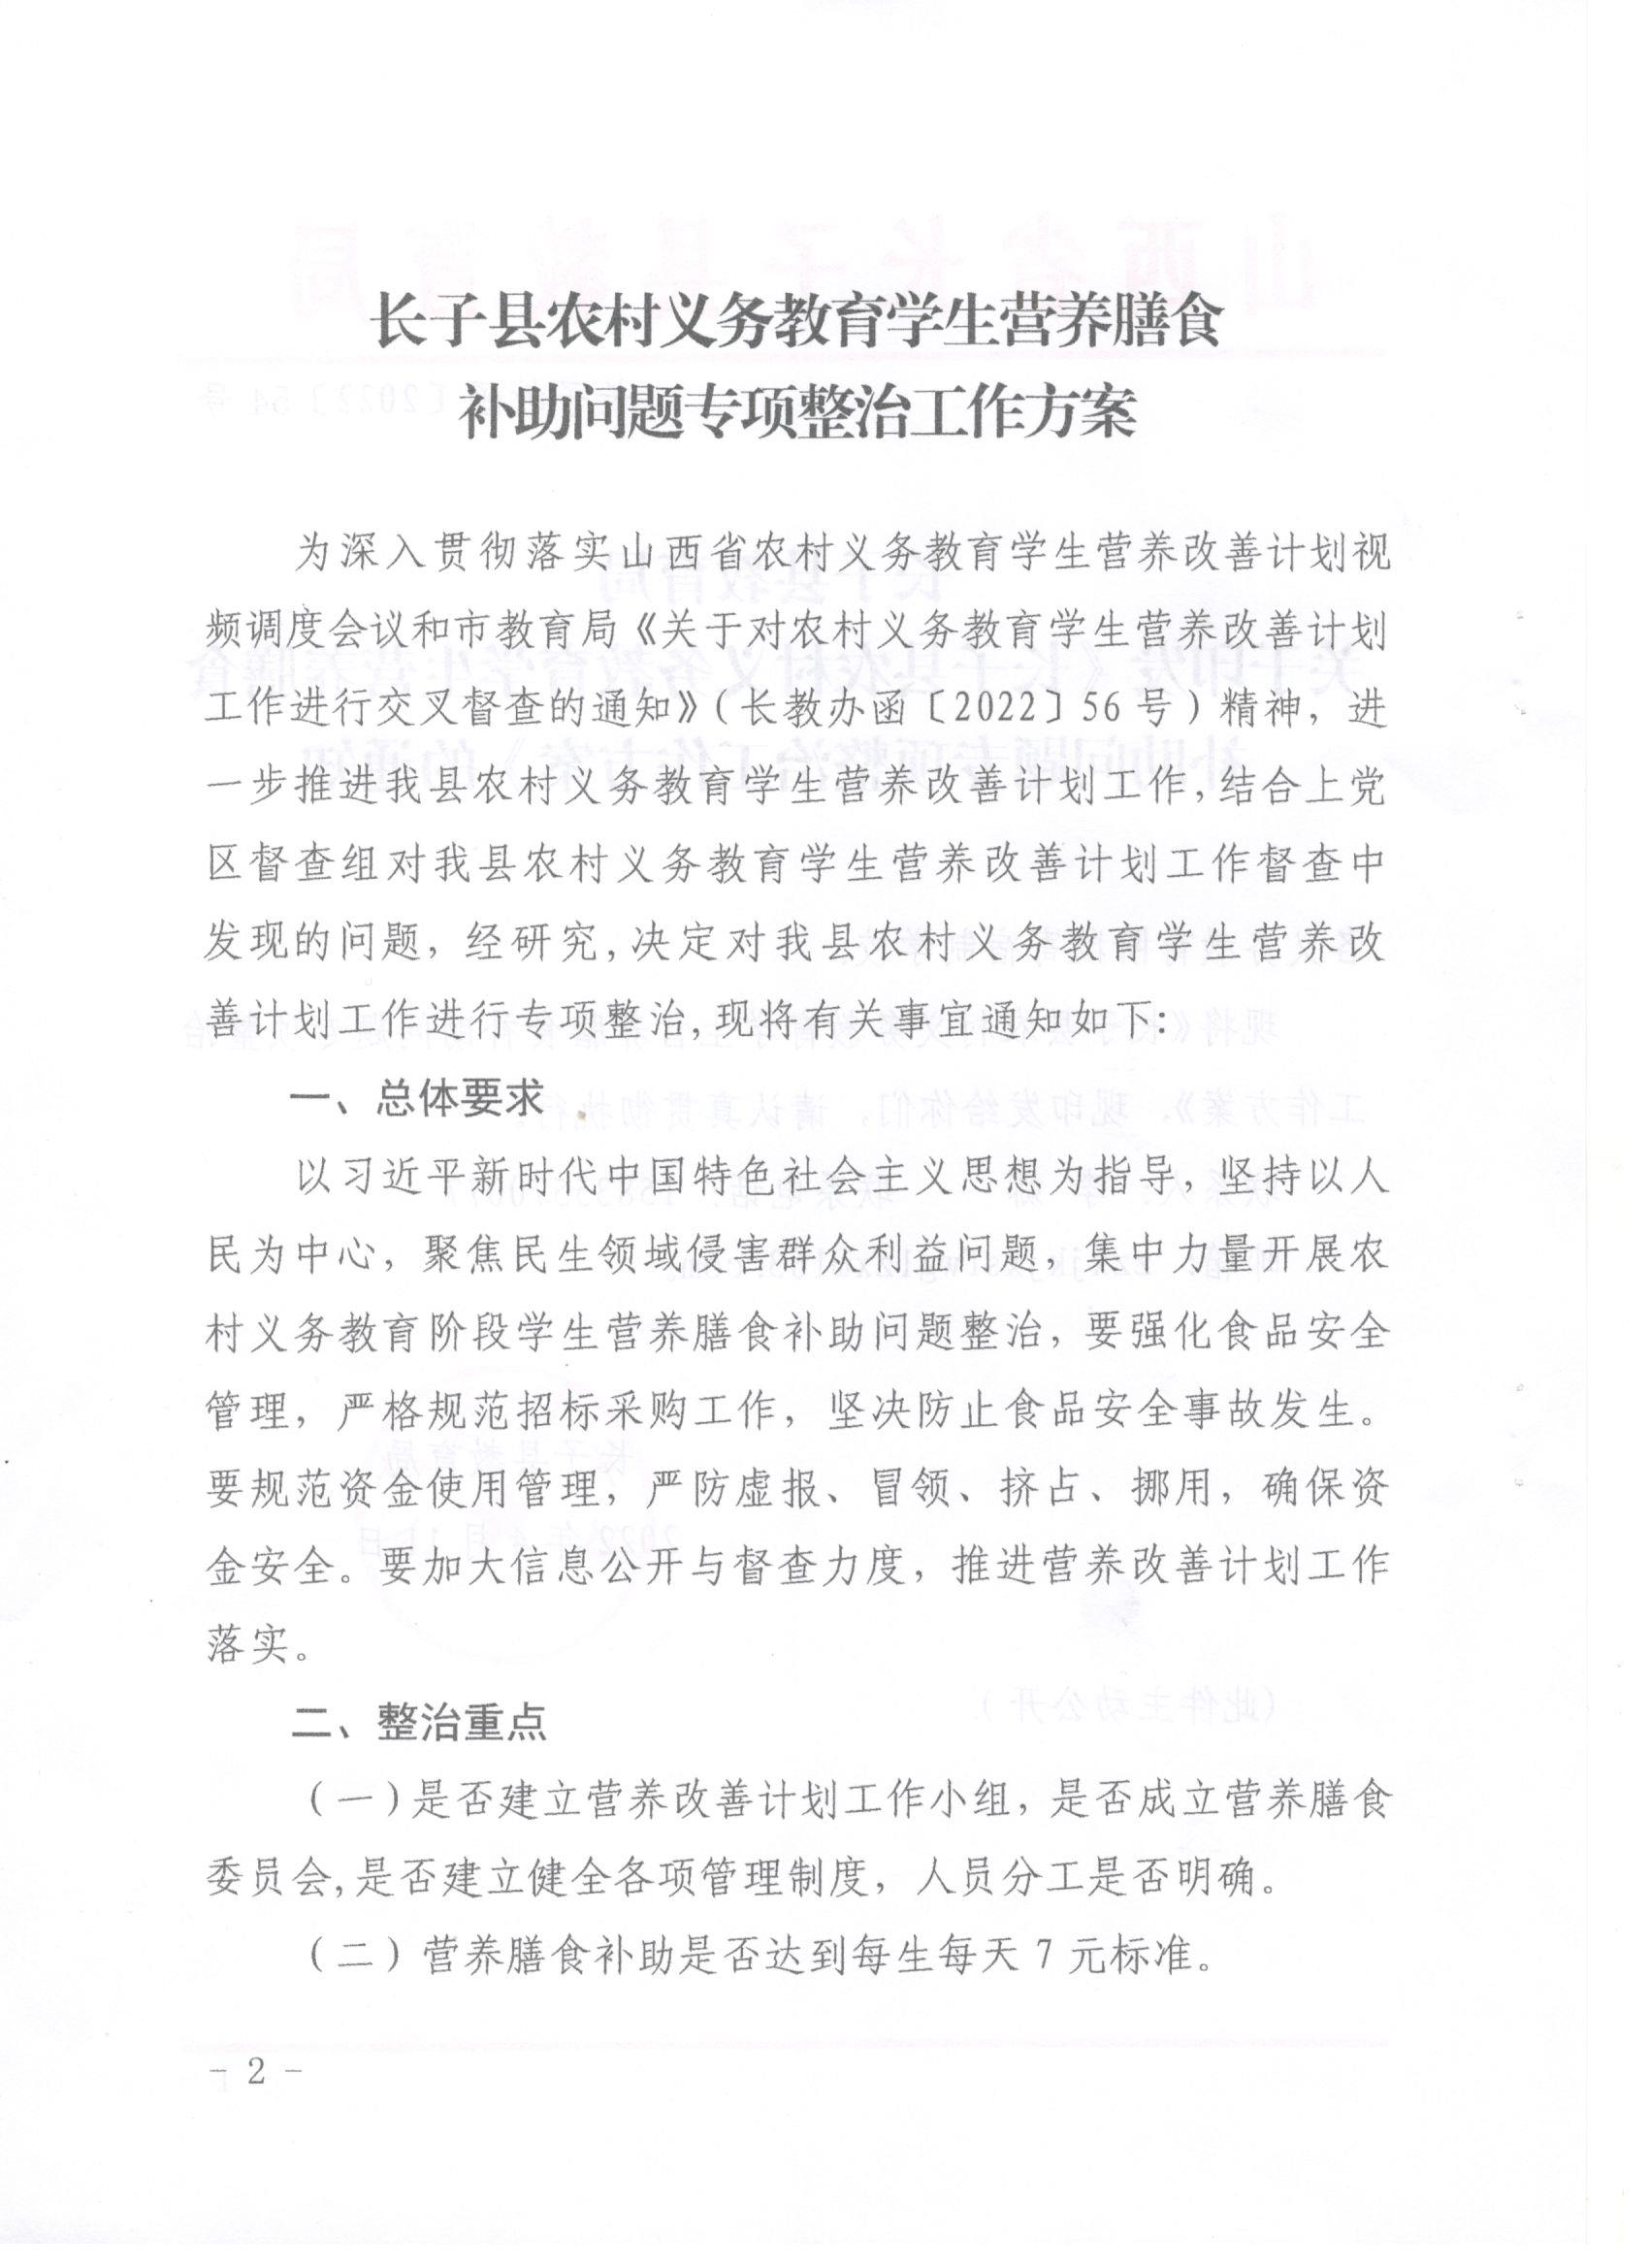 长子县农村义务教育学生营养膳食
补助问题专项整治工作方案
为深入贯彻落实山西省农村义务教育学生营养改善计划视
频调度会议和市教育局《关于对农村义务教育学生营养改善计划
工作进行交叉督查的通知》（长教办函〔2022〕56 号）精神，进
一步推进我县农村义务教育学生营养改善计划工作,结合上党
区督查组对我县农村义务教育学生营养改善计划工作督查中
发现的问题，经研究,决定对我县农村义务教育学生营养改
善计划工作进行专项整治,现将有关事宜通知如下:
一、总体要求
以习近平新时代中国特色社会主义思想为指导，坚持以人
民为中心，聚焦民生领域侵害群众利益问题，集中力量开展农
村义务教育阶段学生营养膳食补助问题整治，要强化食品安全
管理，严格规范招标采购工作，坚决防止食品安全事故发生。
要规范资金使用管理，严防虚报、冒领、挤占、挪用，确保资
金安全。要加大信息公开与督查力度，推进营养改善计划工作
落实。
二、整治重点
（一)是否建立营养改善计划工作小组，是否成立营养膳食
委员会,是否建立健全各项管理制度，人员分工是否明确。
（二）营养膳食补助是否达到每生每天 7 元标准。
- 2 -